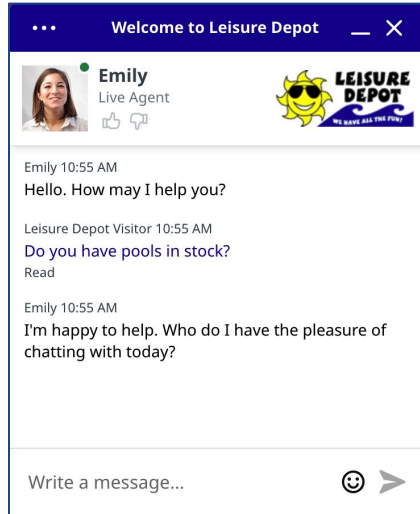 Welcome to Leisure Depot
Emily
Live Agent
LEISURE
DEPOT
WE HAVE ALL THE FUN!
Emily 10:55 AM
Hello. How may I help you?
Leisure Depot Visitor 10:55 AM
Do you have pools in stock?
Read
Emily 10:55 AM
I'm happy to help. Who do I have the pleasure of
chatting with today?
Write a message...